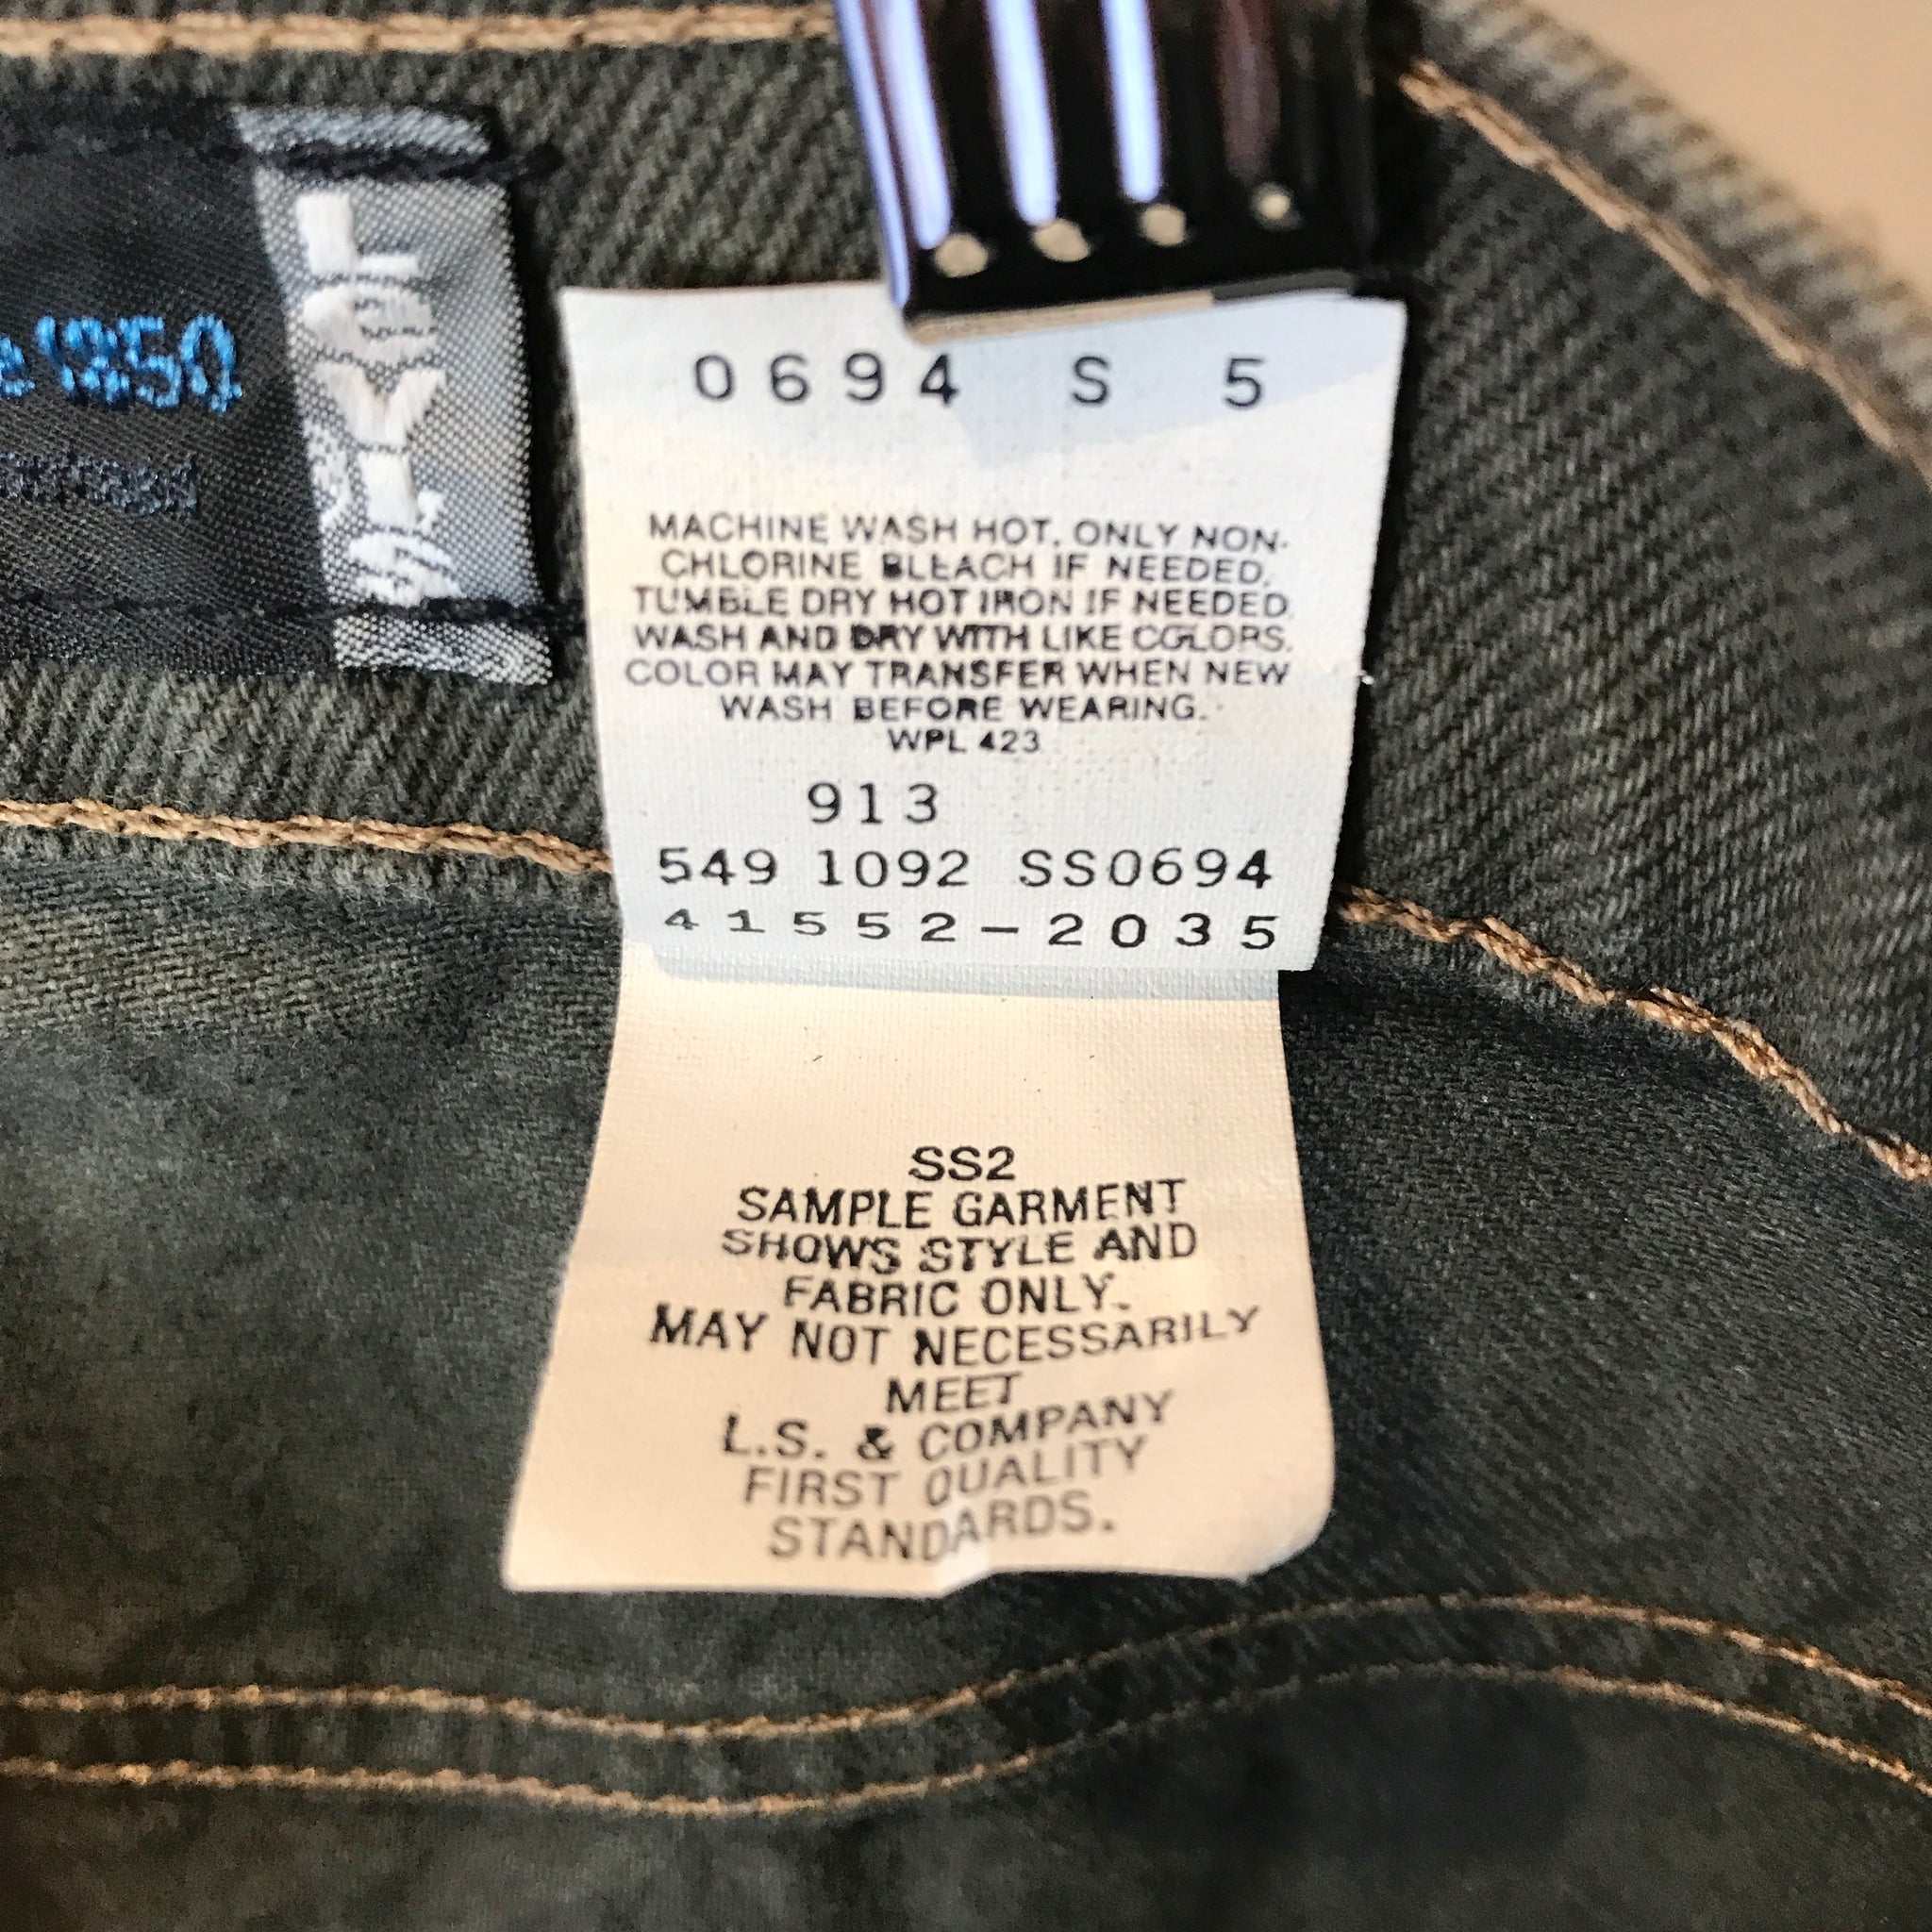 e 1850
LEVI'S
0694 S 5
MACHINE WASH HOT, ONLY NON-
CHLORINE BLEACH IF NEEDED,
TUMBLE DRY HOT IRON IF NEEDED.
WASH AND DRY WITH LIKE COLORS.
COLOR MAY TRANSFER WHEN NEW
WASH BEFORE WEARING.
WPL 423
913
549 1092 SS0694
41552-2035
SS2
SAMPLE GARMENT
SHOWS STYLE AND
FABRIC ONLY.
MAY NOT NECESSARILY
MEET
L.S. & COMPANY
FIRST QUALITY
STANDARDS.